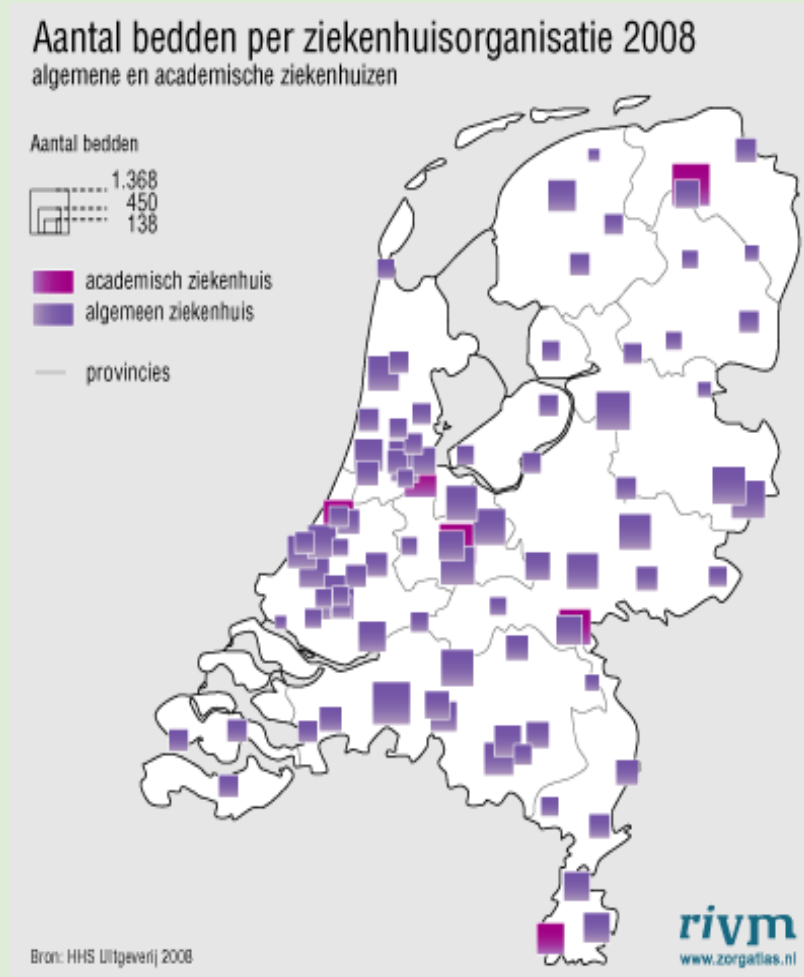 Aantal bedden per ziekenhuisorganisatie 2008
algemene en academische ziekenhuizen
Aantal bedden
1.368
450
138
academisch ziekenhuis
algemeen ziekenhuis
provincies
Bron: HHS Uitgeverij 2008
rivm
www.zorgatlas.nl